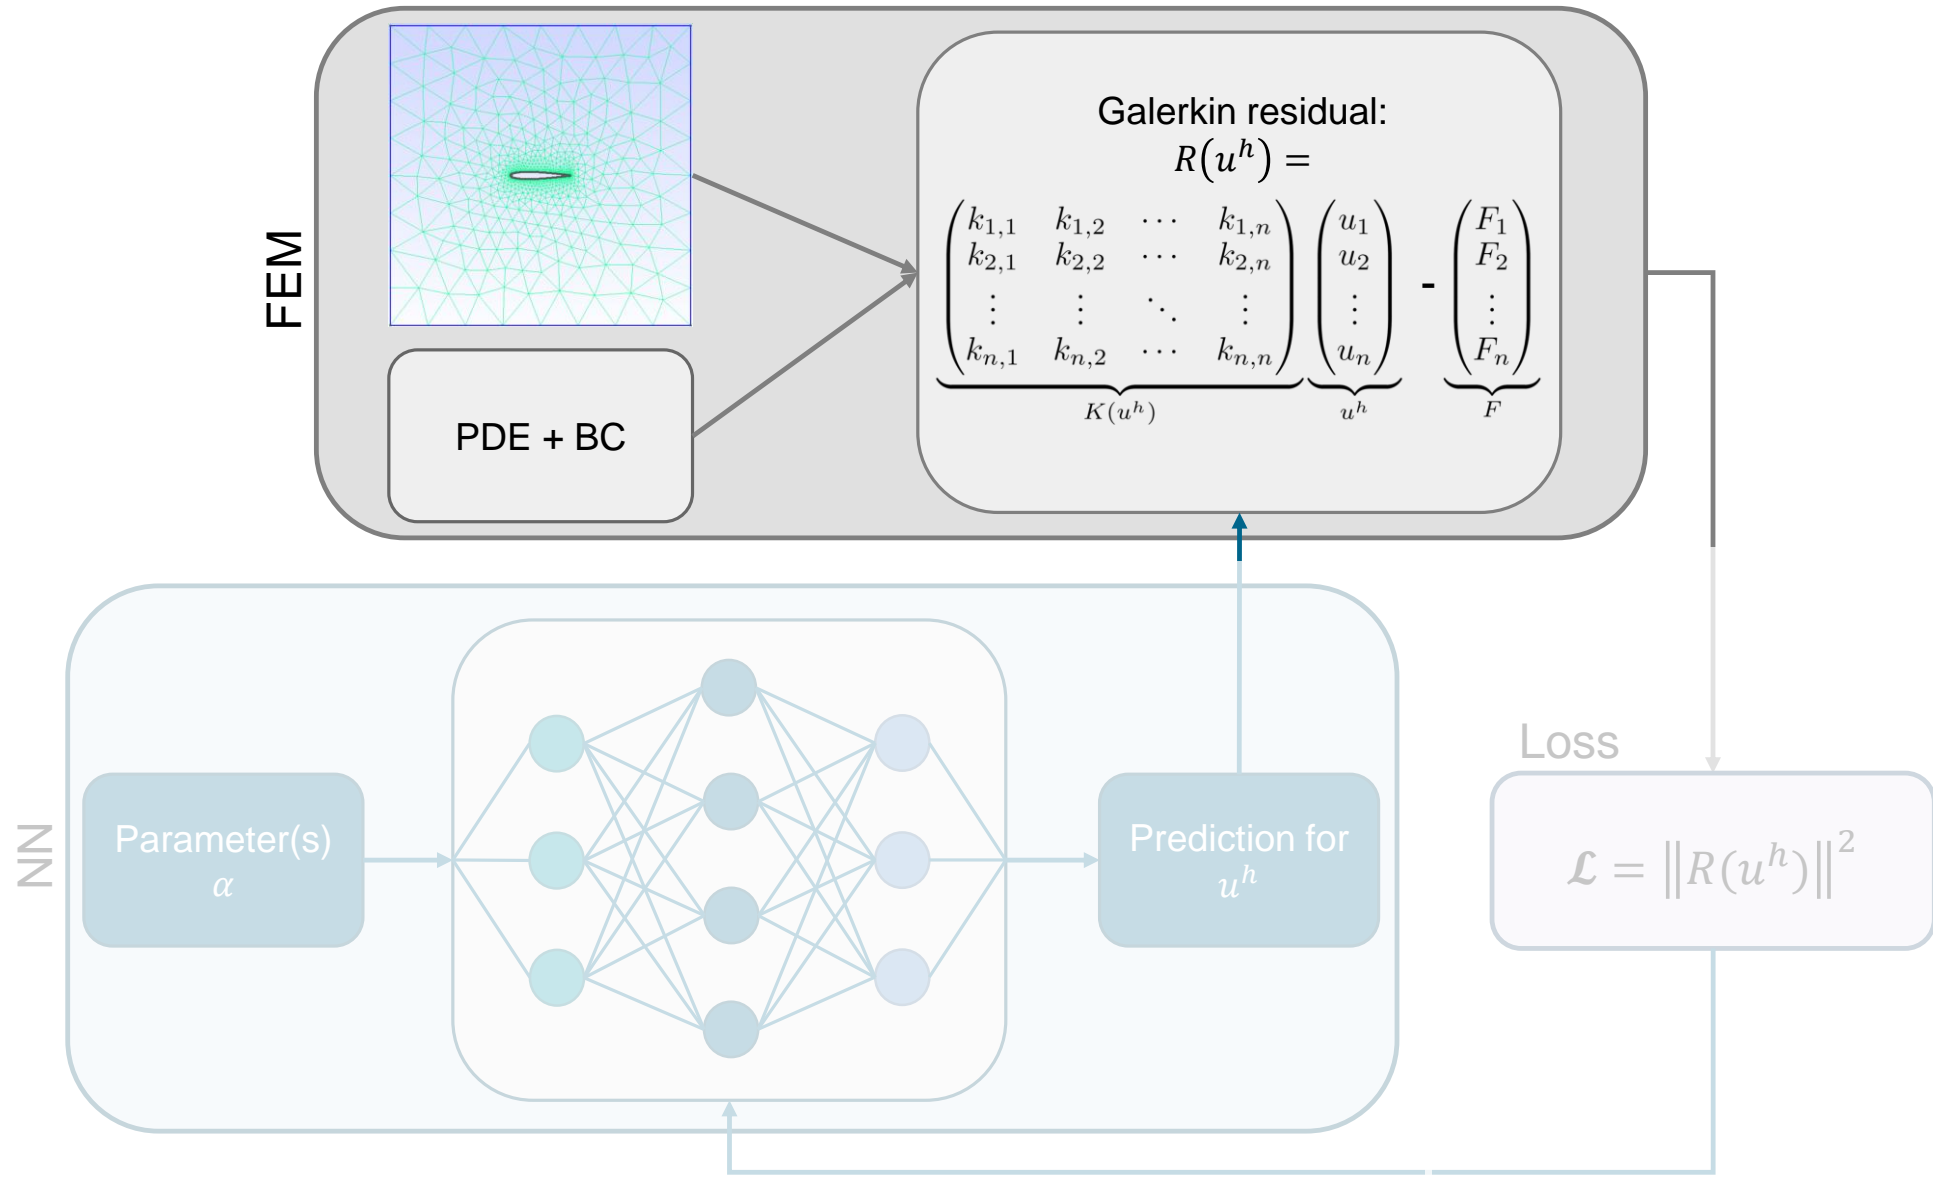 FEM
Galerkin residual:
R(u^h) =
k_{1,1} k_{1,2} ⋯ k_{1,n} u_1 F_1
k_{2,1} k_{2,2} ⋯ k_{2,n} u_2 - F_2
⋮ ⋮ ⋱ ⋮ ⋮ ⋮
k_{n,1} k_{n,2} ⋯ k_{n,n} u_n F_n
K(u^h) u^h F
PDE + BC
NN
Parameter(s)
α
Prediction for
u^h
Loss
ℒ = ‖R(u^h)‖^2